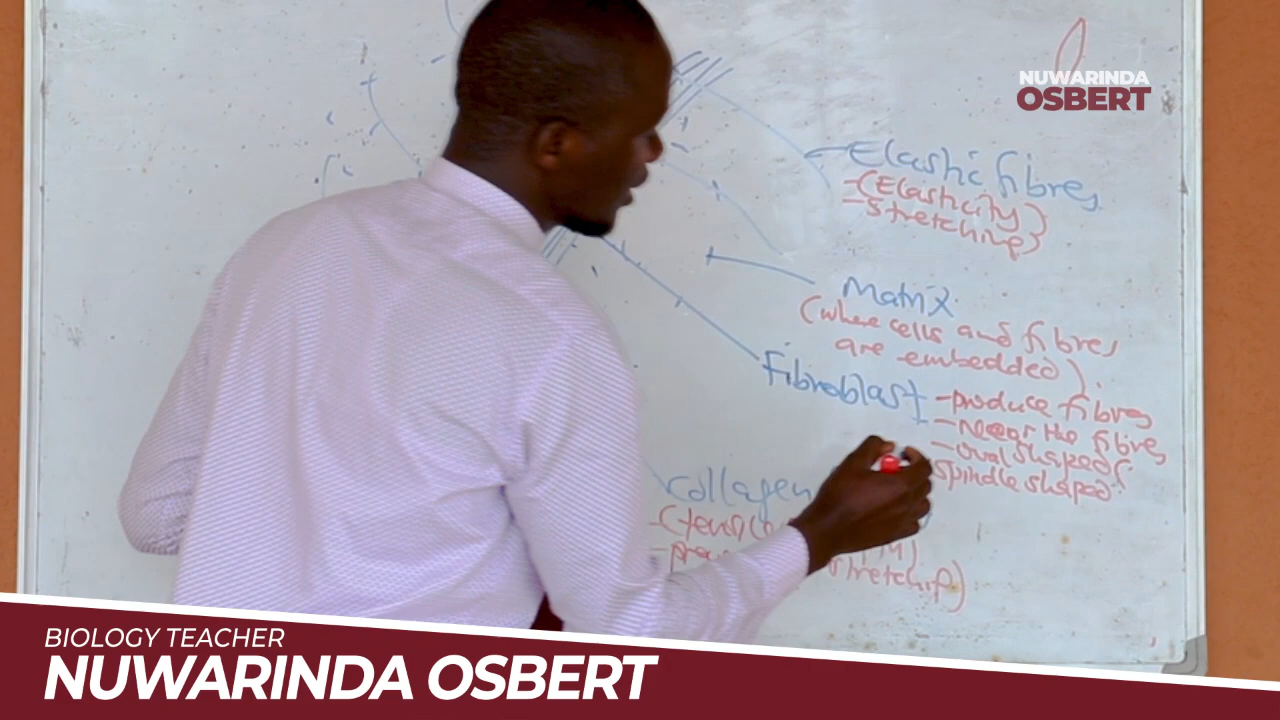 NUWARINDA
OSBERT
Elastic fibres
-(Elasticity)
-Stretching)
Matrix
(where cells and fibres
are embedded).
Fibroblast
-produce fibres
-Near the fibres
-oval shaped &
spindle shaped.
collagen
stretching)
BIOLOGY TEACHER
NUWARINDA OSBERT